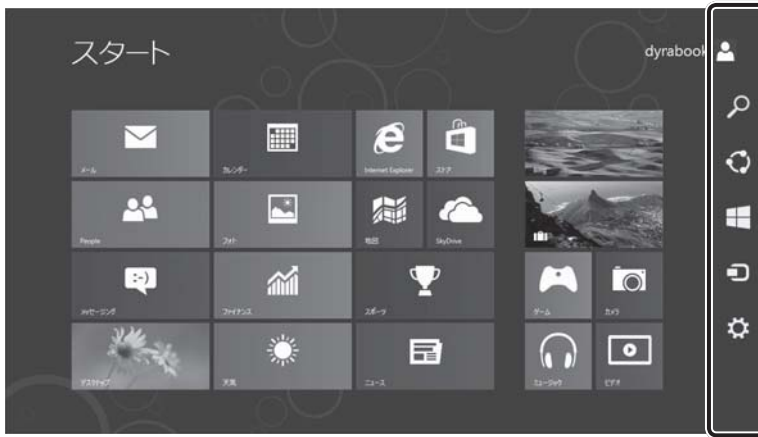 スタート
dyrabook
メール
カレンダー
Internet Explorer
ストア
Bing
People
フォト
地図
SkyDrive
メッセージング
ファイナンス
スポーツ
ゲーム
カメラ
デスクトップ
天気
ニュース
ミュージック
ビデオ